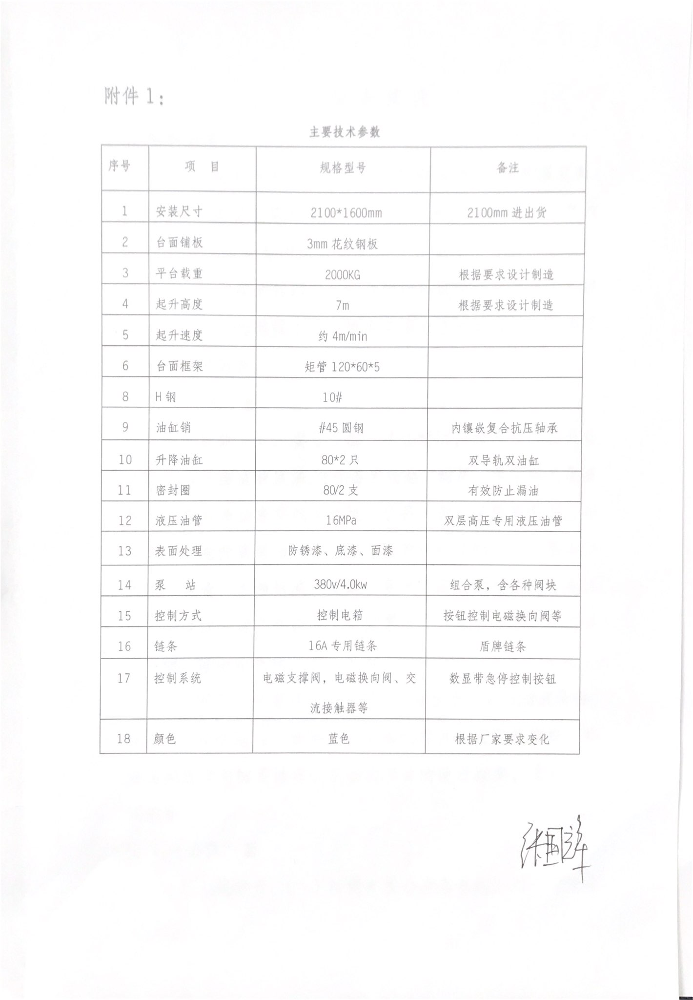 附件 1：
主要技术参数
序号 项 目 规格型号 备注
1 安装尺寸 2100*1600mm 2100mm 进出货
2 台面铺板 3mm 花纹钢板
3 平台载重 2000KG 根据要求设计制造
4 起升高度 7m 根据要求设计制造
5 起升速度 约 4m/min
6 台面框架 矩管 120*60*5
8 H 钢 10#
9 油缸销 #45 圆钢 内镶嵌复合抗压轴承
10 升降油缸 80*2 只 双导轨双油缸
11 密封圈 80/2 支 有效防止漏油
12 液压油管 16MPa 双层高压专用液压油管
13 表面处理 防锈漆、底漆、面漆
14 泵 站 380v/4.0kw 组合泵，含各种阀块
15 控制方式 控制电箱 按钮控制电磁换向阀等
16 链条 16A 专用链条 盾牌链条
17 控制系统 电磁支撑阀，电磁换向阀、交 数显带急停控制按钮
流接触器等
18 颜色 蓝色 根据厂家要求变化